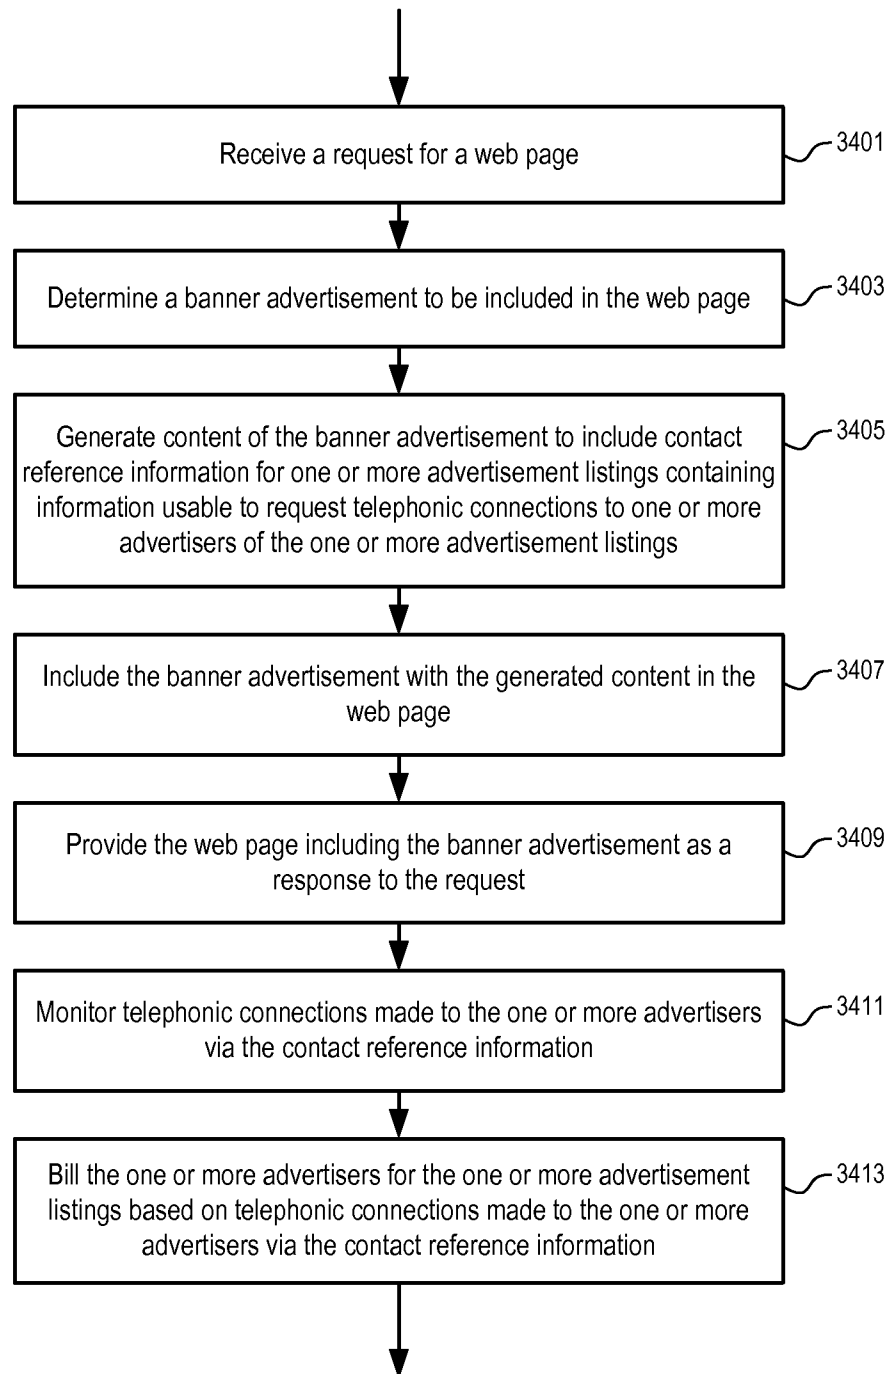 Receive a request for a web page
3401
Determine a banner advertisement to be included in the web page
3403
Generate content of the banner advertisement to include contact
reference information for one or more advertisement listings containing
information usable to request telephonic connections to one or more
advertisers of the one or more advertisement listings
3405
Include the banner advertisement with the generated content in the
web page
3407
Provide the web page including the banner advertisement as a
response to the request
3409
Monitor telephonic connections made to the one or more advertisers
via the contact reference information
3411
Bill the one or more advertisers for the one or more advertisement
listings based on telephonic connections made to the one or more
advertisers via the contact reference information
3413